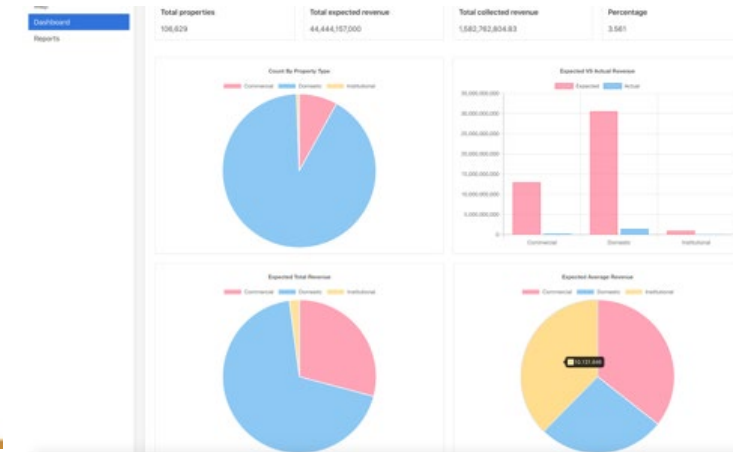 Map
Dashboard
Reports
Total properties
Total expected revenue
Total collected revenue
Percentage
106,629
44,444,157,000
1,582,762,804.83
3.561
Count By Property Type
Commercial Domestic Institutional
Expected VS Actual Revenue
Expected Actual
35,000,000,000
30,000,000,000
25,000,000,000
20,000,000,000
15,000,000,000
10,000,000,000
5,000,000,000
0
Commercial Domestic Institutional
Expected Total Revenue
Commercial Domestic Institutional
Expected Average Revenue
Commercial Domestic Institutional